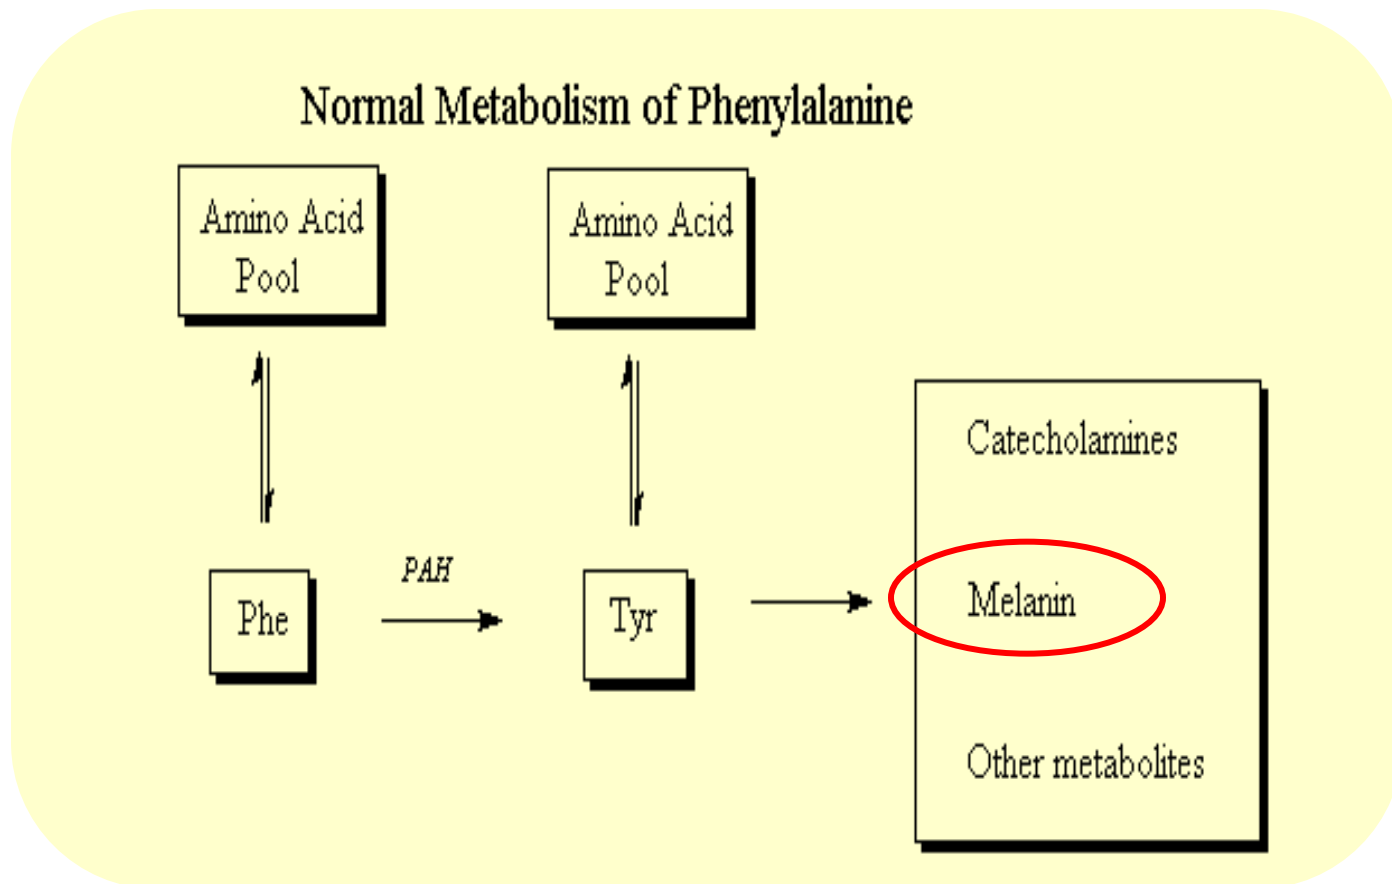 Normal Metabolism of Phenylalanine
Amino Acid
Pool
Amino Acid
Pool
Catecholamines
PAH
Phe
Tyr
Melanin
Other metabolites